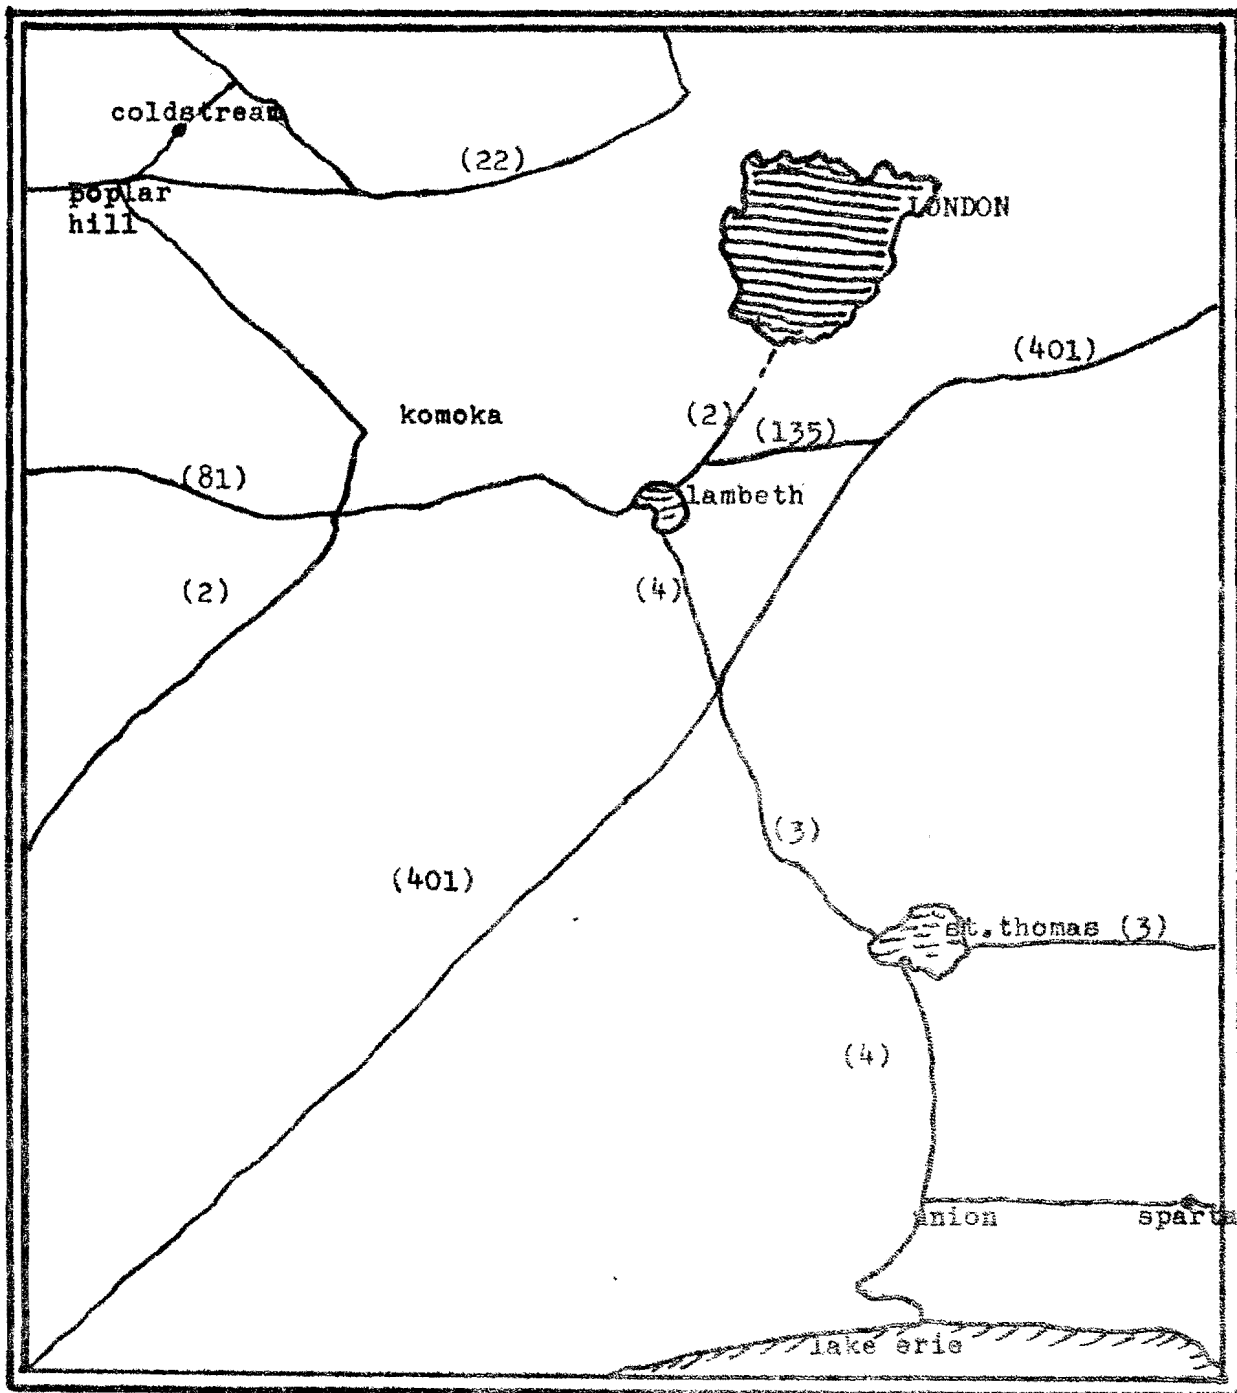 coldstream
(22)
poplar
hill
LONDON
(401)
komoka
(2)
(135)
(81)
lambeth
(2)
(4)
(3)
(401)
st.thomas (3)
(4)
union
sparta
lake erie